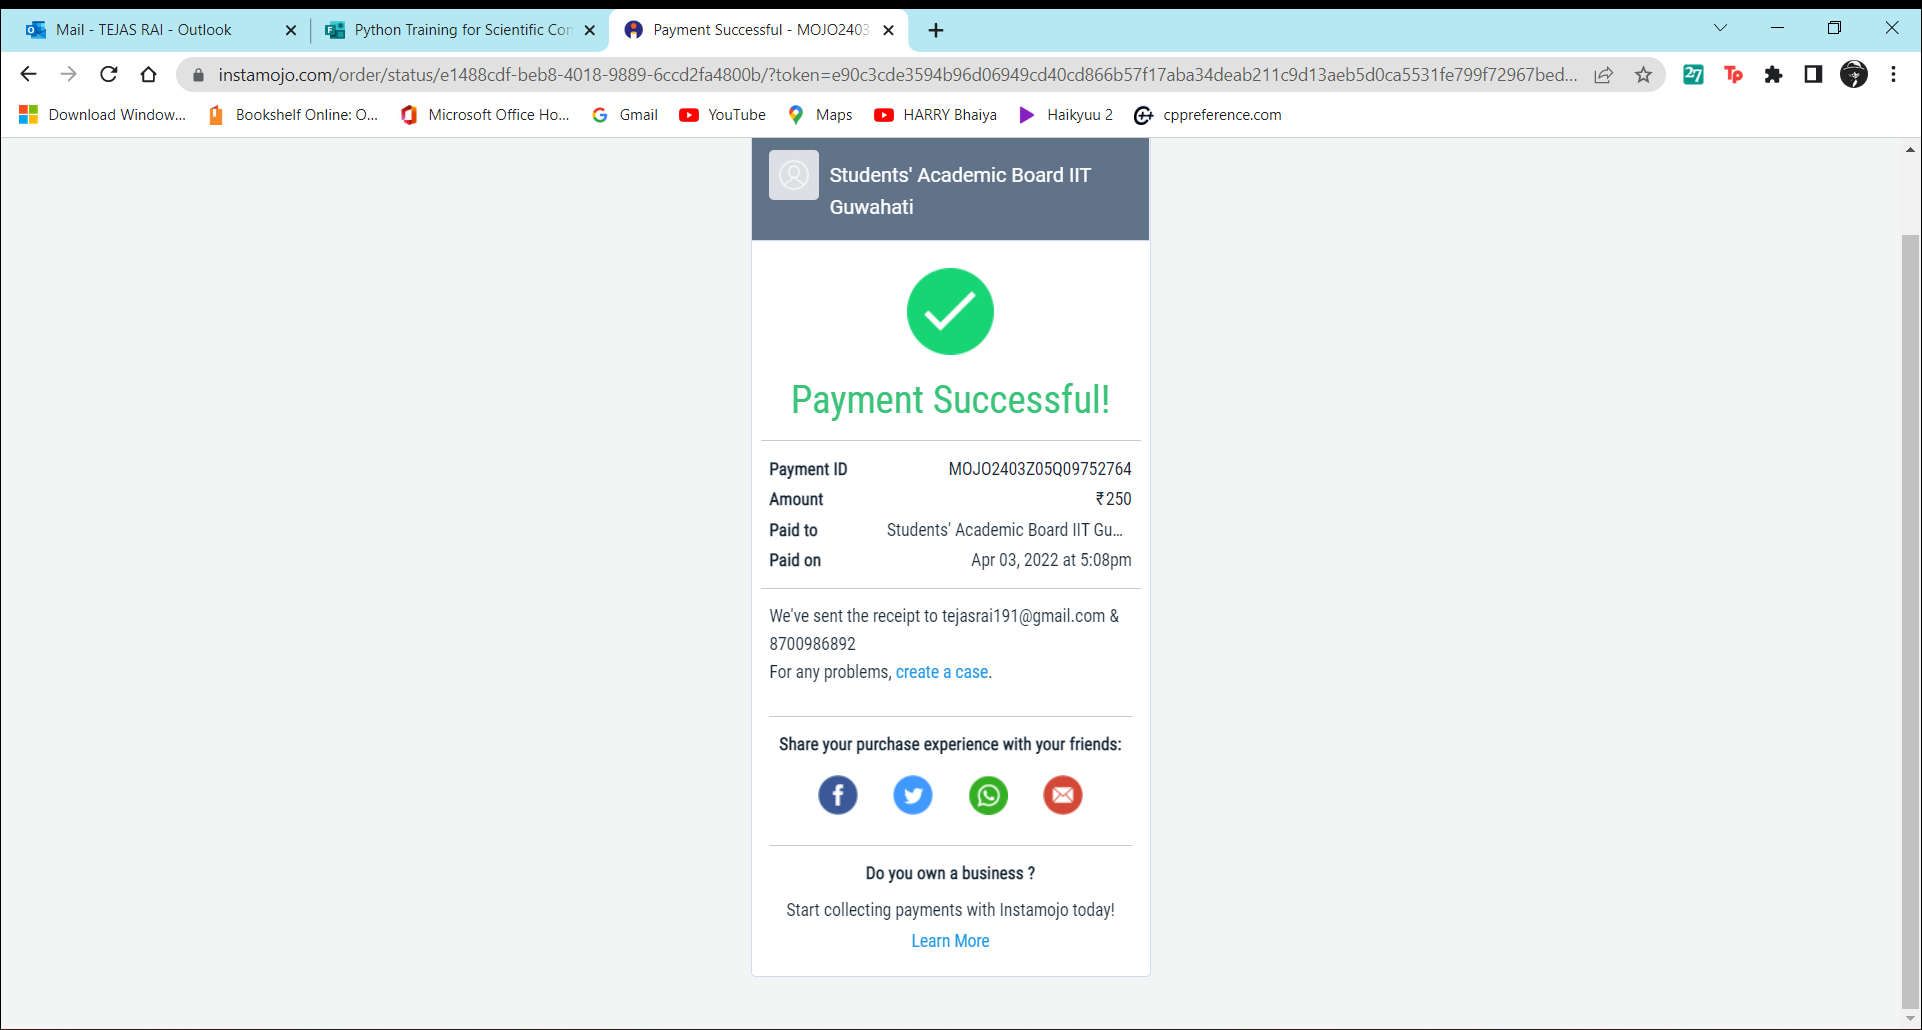 Mail - TEJAS RAI - Outlook
Python Training for Scientific Con
Payment Successful - MOJO2403
instamojo.com/order/status/e1488cdf-beb8-4018-9889-6ccd2fa4800b/?token=e90c3cde3594b96d06949cd40cd866b57f17aba34deab211c9d13aeb5d0ca5531fe799f72967bed...
27
Tp
Download Window...
Bookshelf Online: O...
Microsoft Office Ho...
Gmail
YouTube
Maps
HARRY Bhaiya
Haikyuu 2
cppreference.com
Students' Academic Board IIT
Guwahati
Payment Successful!
Payment ID MOJO2403Z05Q09752764
Amount ₹250
Paid to Students' Academic Board IIT Gu...
Paid on Apr 03, 2022 at 5:08pm
We've sent the receipt to tejasrai191@gmail.com &
8700986892
For any problems, create a case.
Share your purchase experience with your friends:
Do you own a business ?
Start collecting payments with Instamojo today!
Learn More